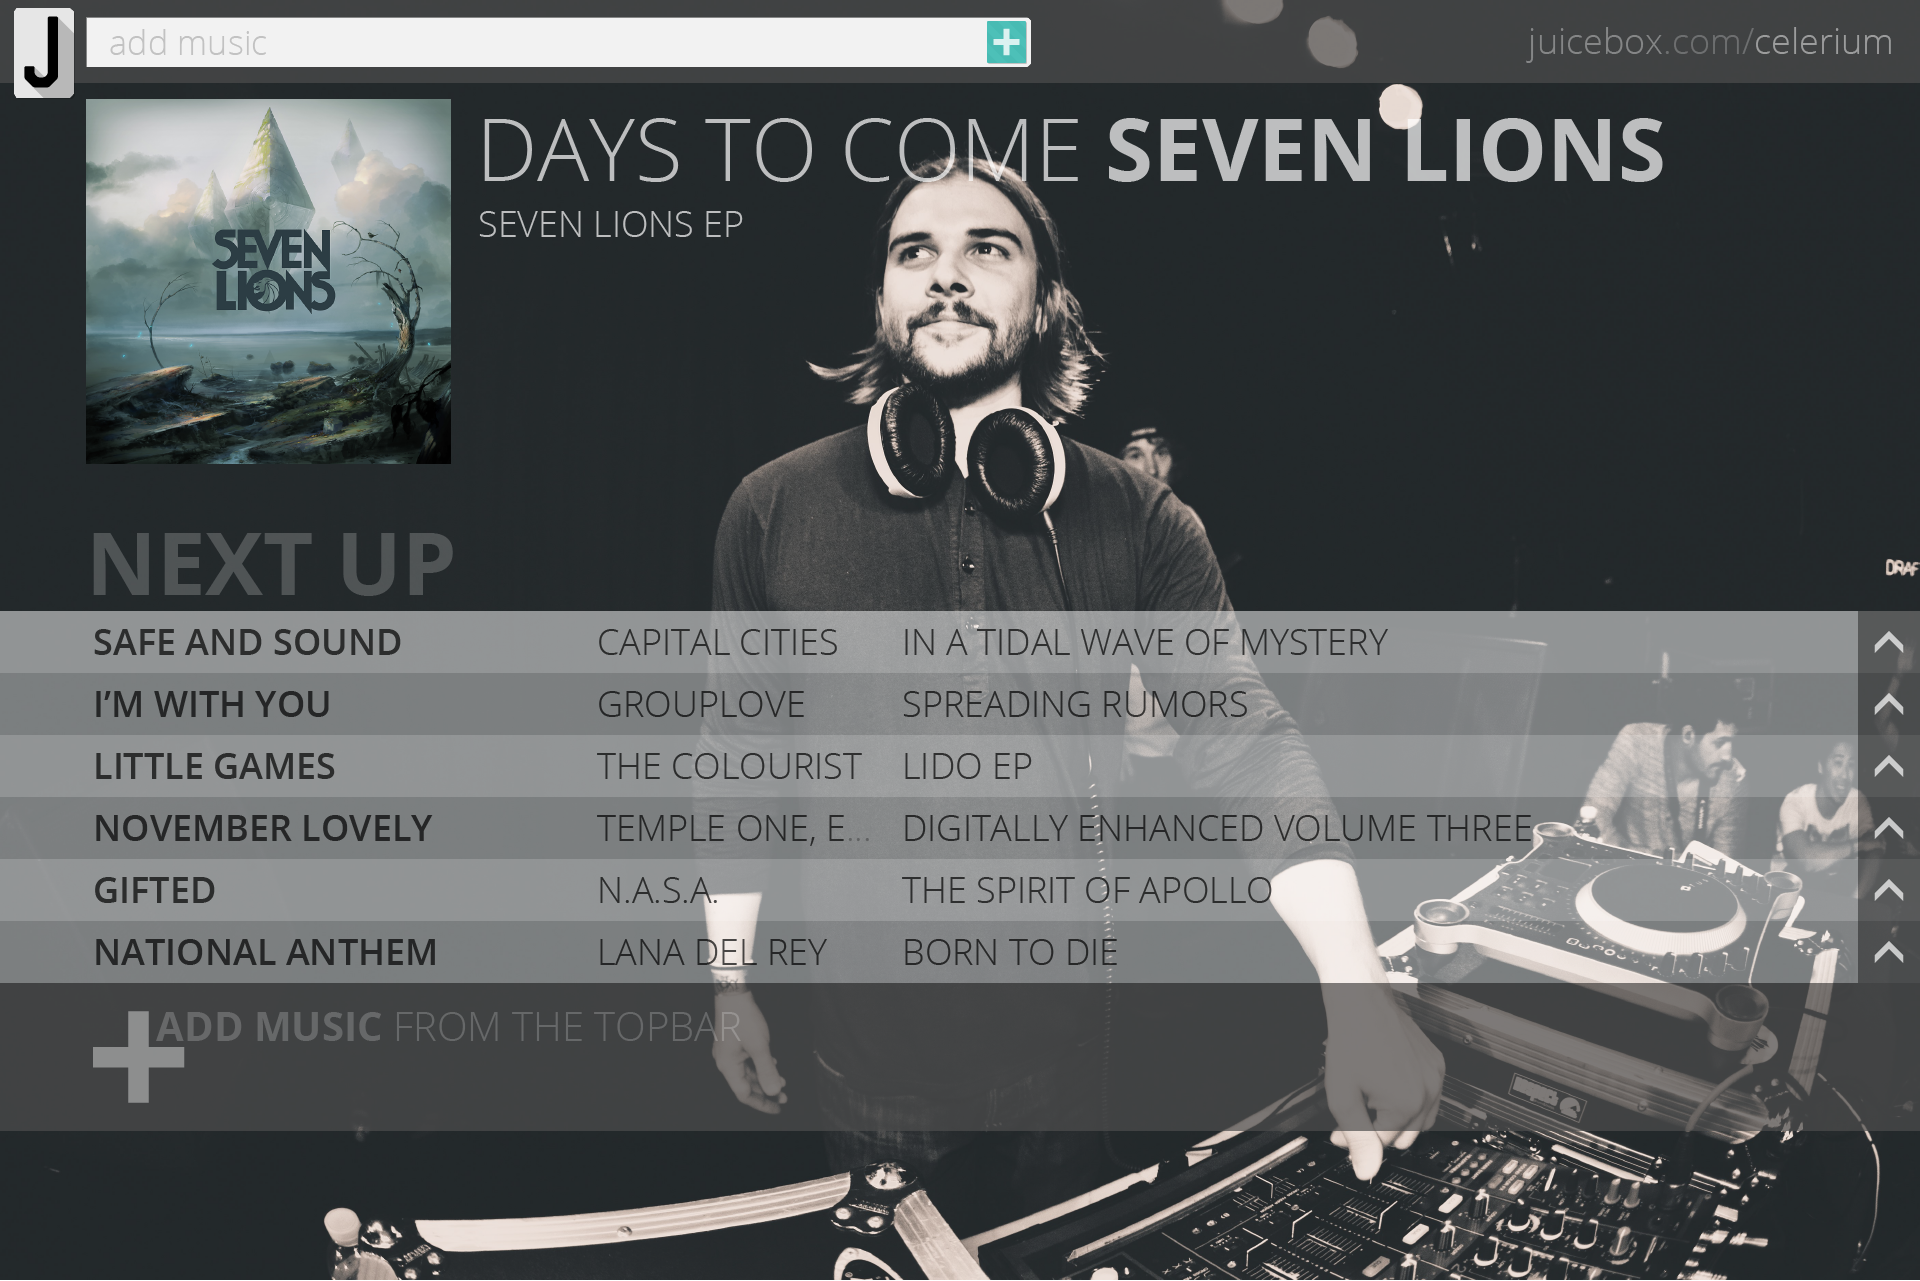 J
add music
juicebox.com/celerium
DAYS TO COME SEVEN LIONS
SEVEN LIONS EP
SEVEN
LIONS
NEXT UP
SAFE AND SOUND CAPITAL CITIES IN A TIDAL WAVE OF MYSTERY
I’M WITH YOU GROUPLOVE SPREADING RUMORS
LITTLE GAMES THE COLOURIST LIDO EP
NOVEMBER LOVELY TEMPLE ONE, E... DIGITALLY ENHANCED VOLUME THREE
GIFTED N.A.S.A. THE SPIRIT OF APOLLO
NATIONAL ANTHEM LANA DEL REY BORN TO DIE
ADD MUSIC FROM THE TOPBAR